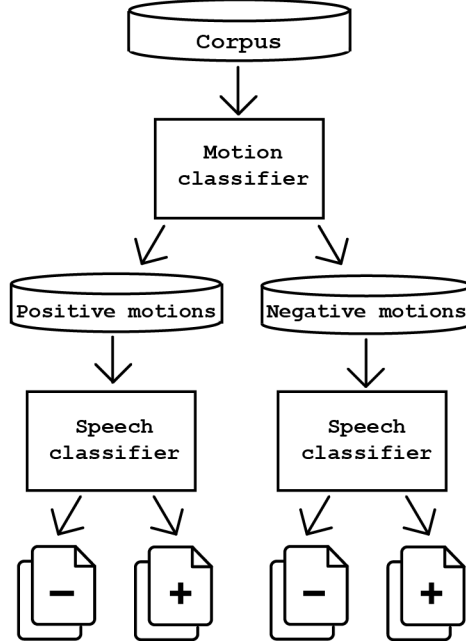 Corpus
Motion
classifier
Positive motions
Negative motions
Speech
classifier
Speech
classifier
− + − +